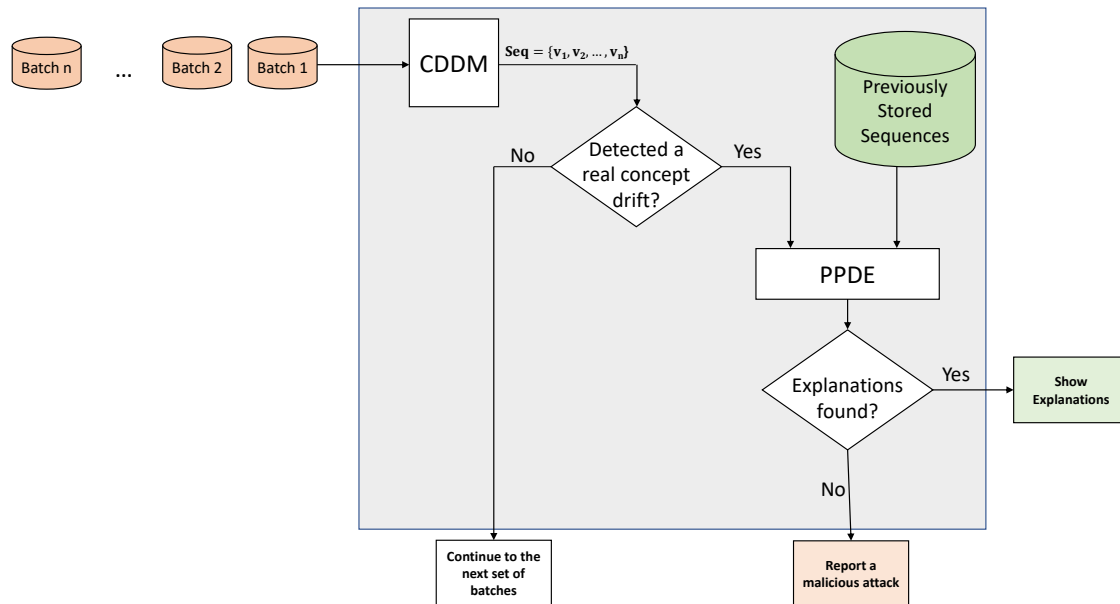 Batch n
...
Batch 2
Batch 1
CDDM
Seq = {v₁, v₂, ..., vₙ}
Previously
Stored
Sequences
No
Detected a
real concept
drift?
Yes
PPDE
Explanations
found?
Yes
Show
Explanations
No
Continue to the
next set of
batches
Report a
malicious attack